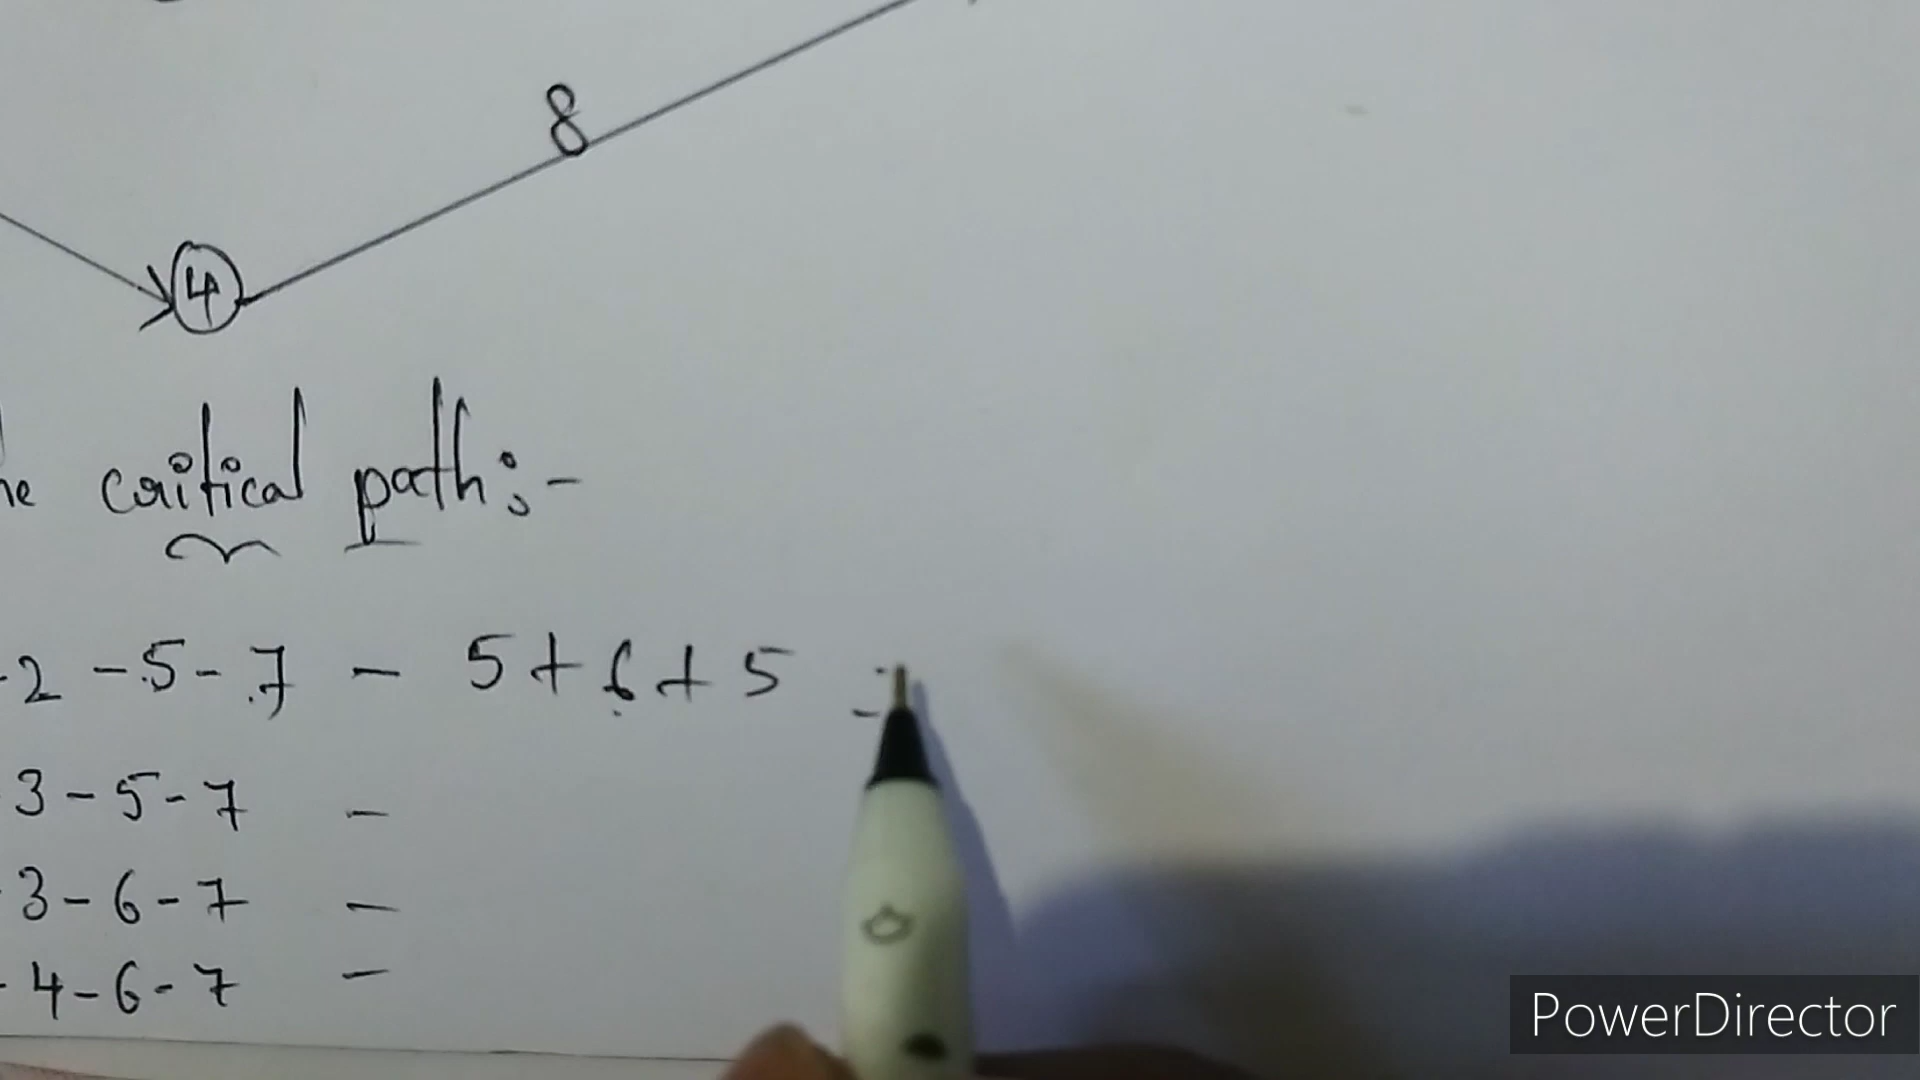 8
4
he critical path:-
-2 -5-7 - 5+6+5 =
3-5-7 -
-3-6-7 -
-4-6-7 -
PowerDirector